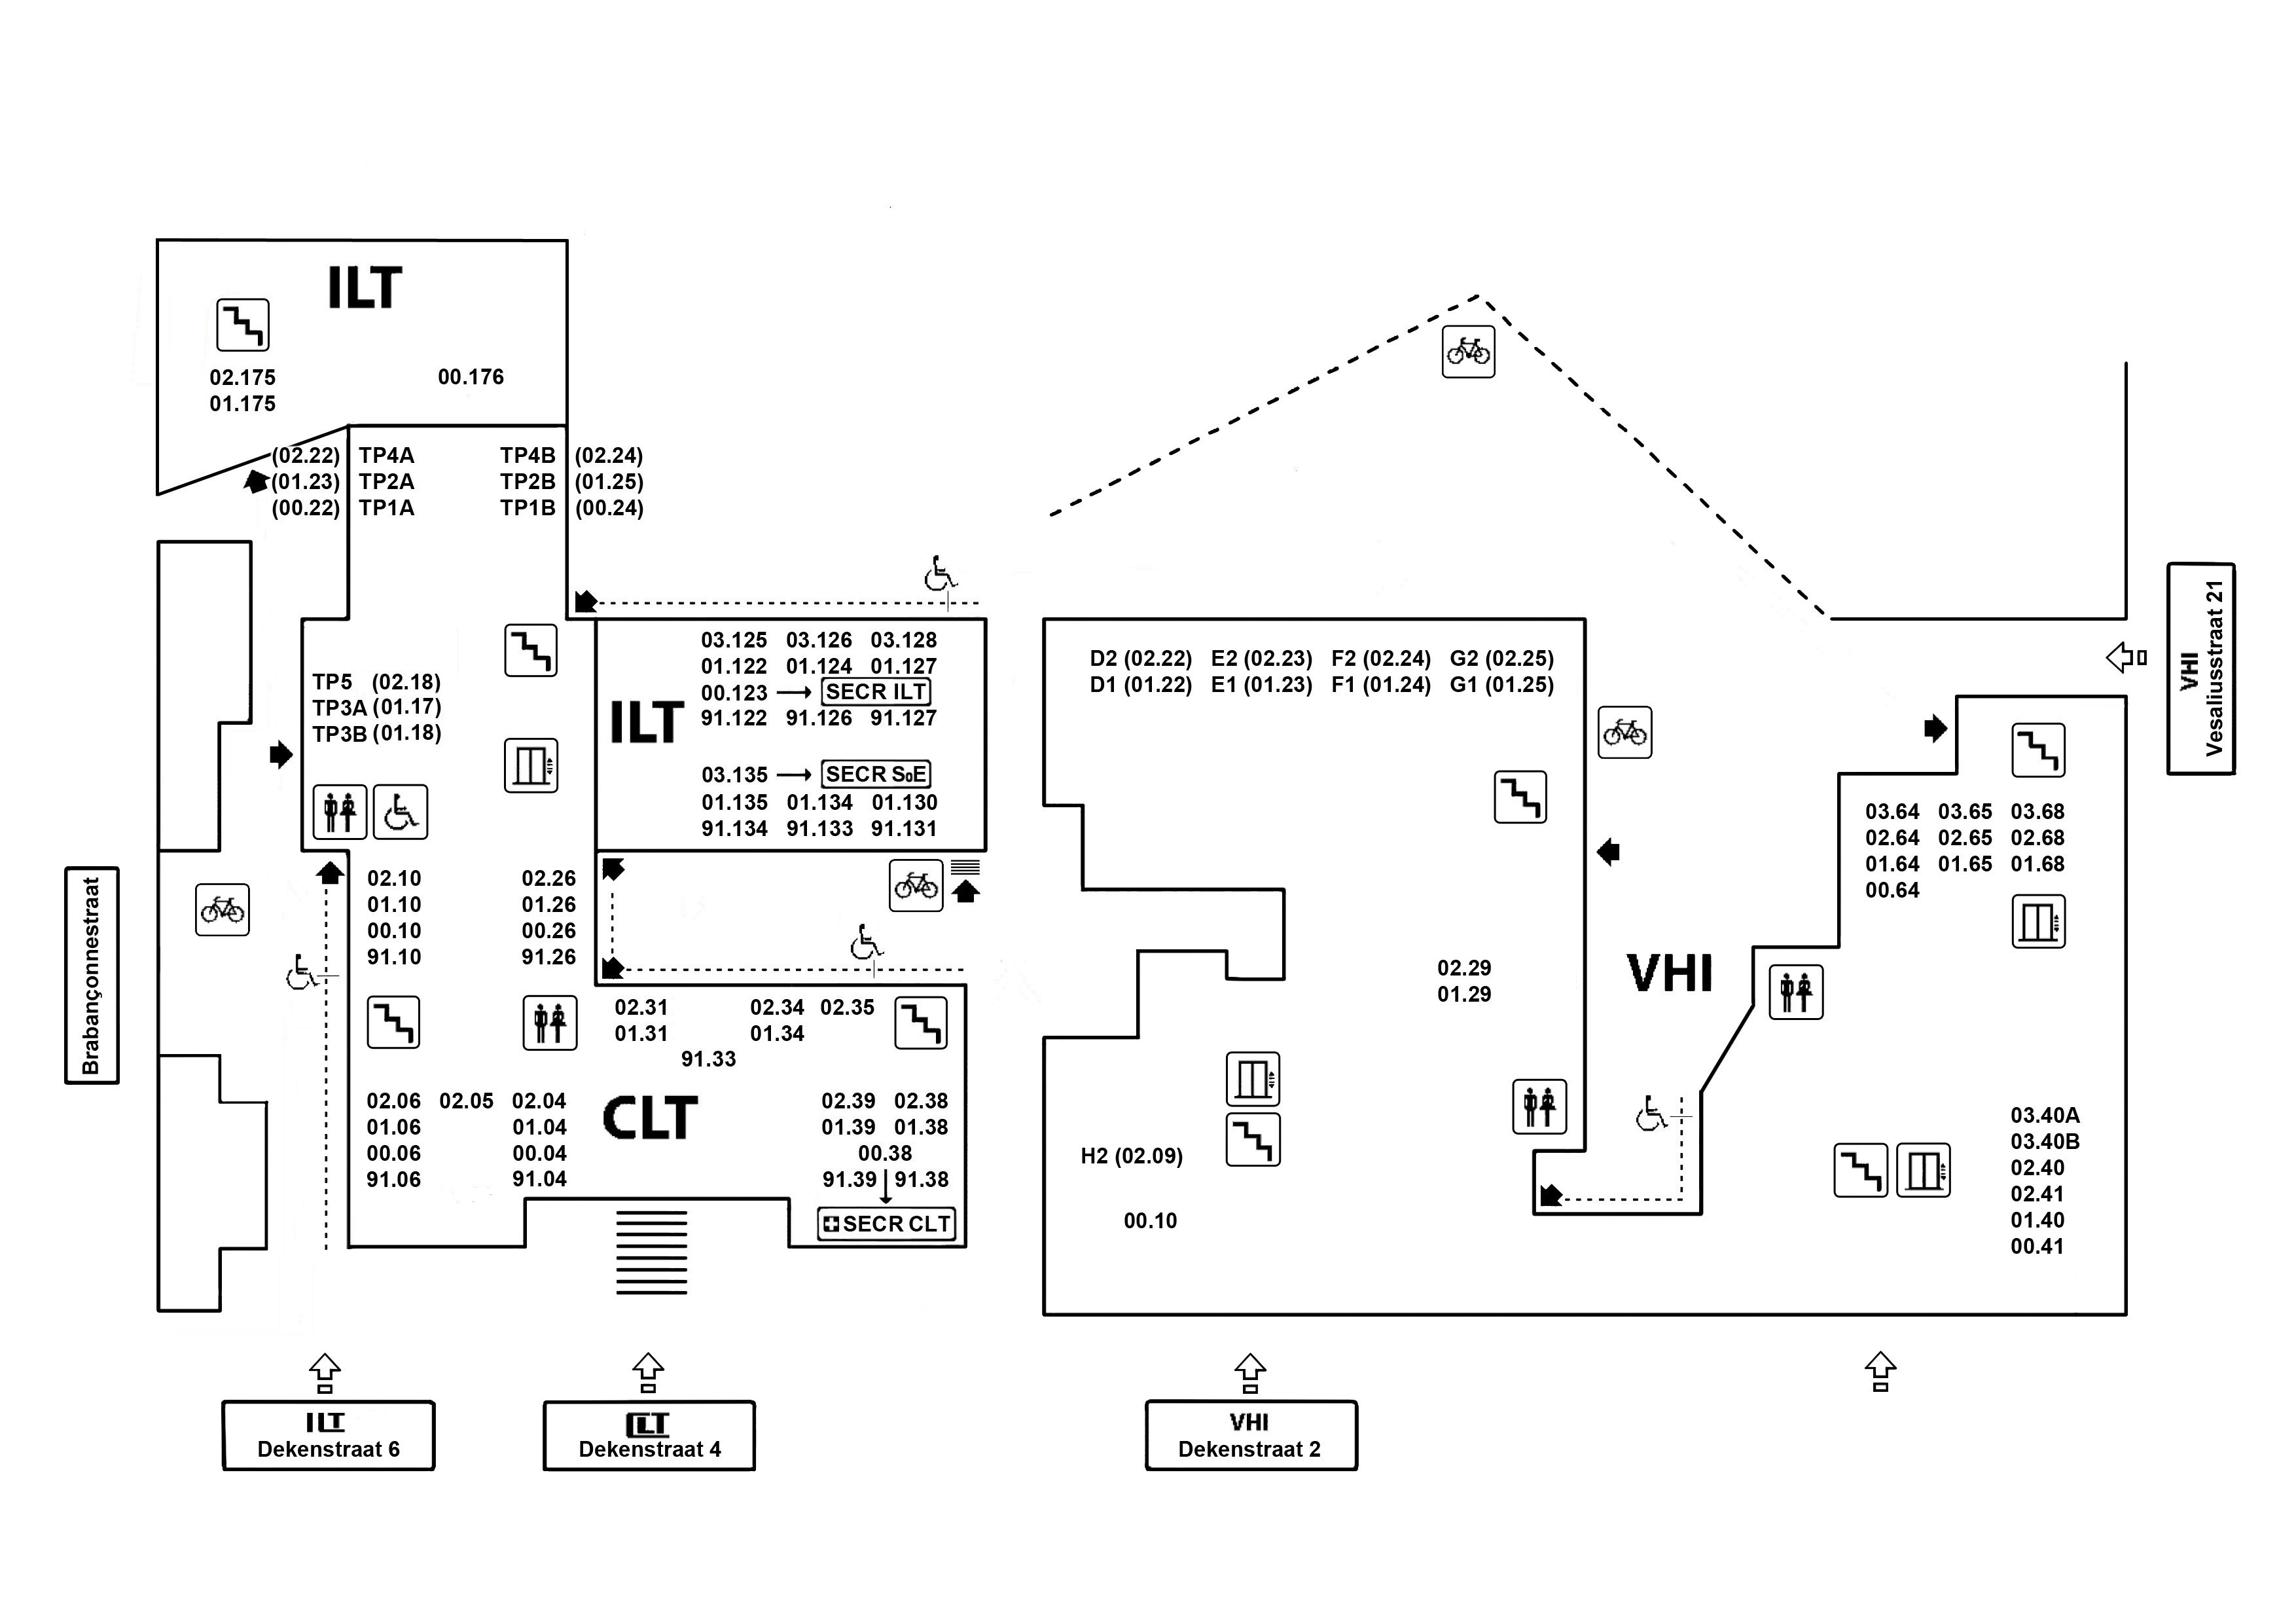 ILT
02.175 00.176
01.175
(02.22) TP4A TP4B (02.24)
(01.23) TP2A TP2B (01.25)
(00.22) TP1A TP1B (00.24)
TP5 (02.18)
TP3A (01.17)
TP3B (01.18)
ILT
03.125 03.126 03.128
01.122 01.124 01.127
00.123 SECR ILT
91.122 91.126 91.127
03.135 SECR SoE
01.135 01.134 01.130
91.134 91.133 91.131
02.10 02.26
01.10 01.26
00.10 00.26
91.10 91.26
02.31 02.34 02.35
01.31 01.34
91.33
CLT
02.06 02.05 02.04
01.06 01.04
00.06 00.04
91.06 91.04
02.39 02.38
01.39 01.38
00.38
91.39 91.38
SECR CLT
Brabançonnestraat
D2 (02.22) E2 (02.23) F2 (02.24) G2 (02.25)
D1 (01.22) E1 (01.23) F1 (01.24) G1 (01.25)
02.29
01.29
H2 (02.09)
00.10
VHI
03.64 03.65 03.68
02.64 02.65 02.68
01.64 01.65 01.68
00.64
03.40A
03.40B
02.40
02.41
01.40
00.41
VHI
Vesaliusstraat 21
ILT
Dekenstraat 6
CLT
Dekenstraat 4
VHI
Dekenstraat 2